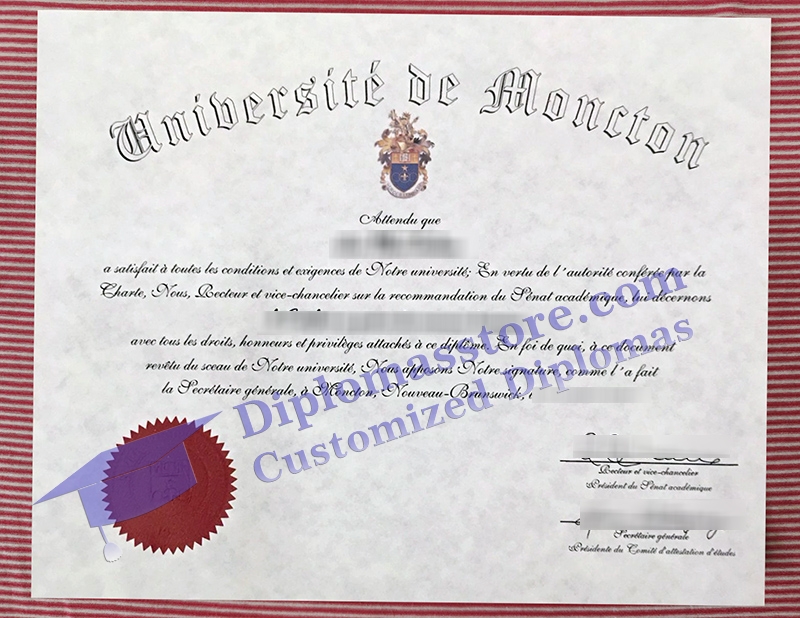 Université de Moncton
Attendu que
a satisfait à toutes les conditions et exigences de Notre université; En vertu de l'autorité conférée par la
Charte, Nous, Recteur et vice-chancelier sur la recommandation du Sénat académique, lui décernons
avec tous les droits, honneurs et privilèges attachés à ce diplôme. En foi de quoi, à ce document
revêtu du sceau de Notre université, Nous apposons Notre signature, comme l'a fait
la Secrétaire générale, à Moncton, Nouveau-Brunswick,
Diplomasstore.com
Customized Diplomas
Recteur et vice-chancelier
Président du Sénat académique
Secrétaire générale
Présidente du Comité d'attestation d'études